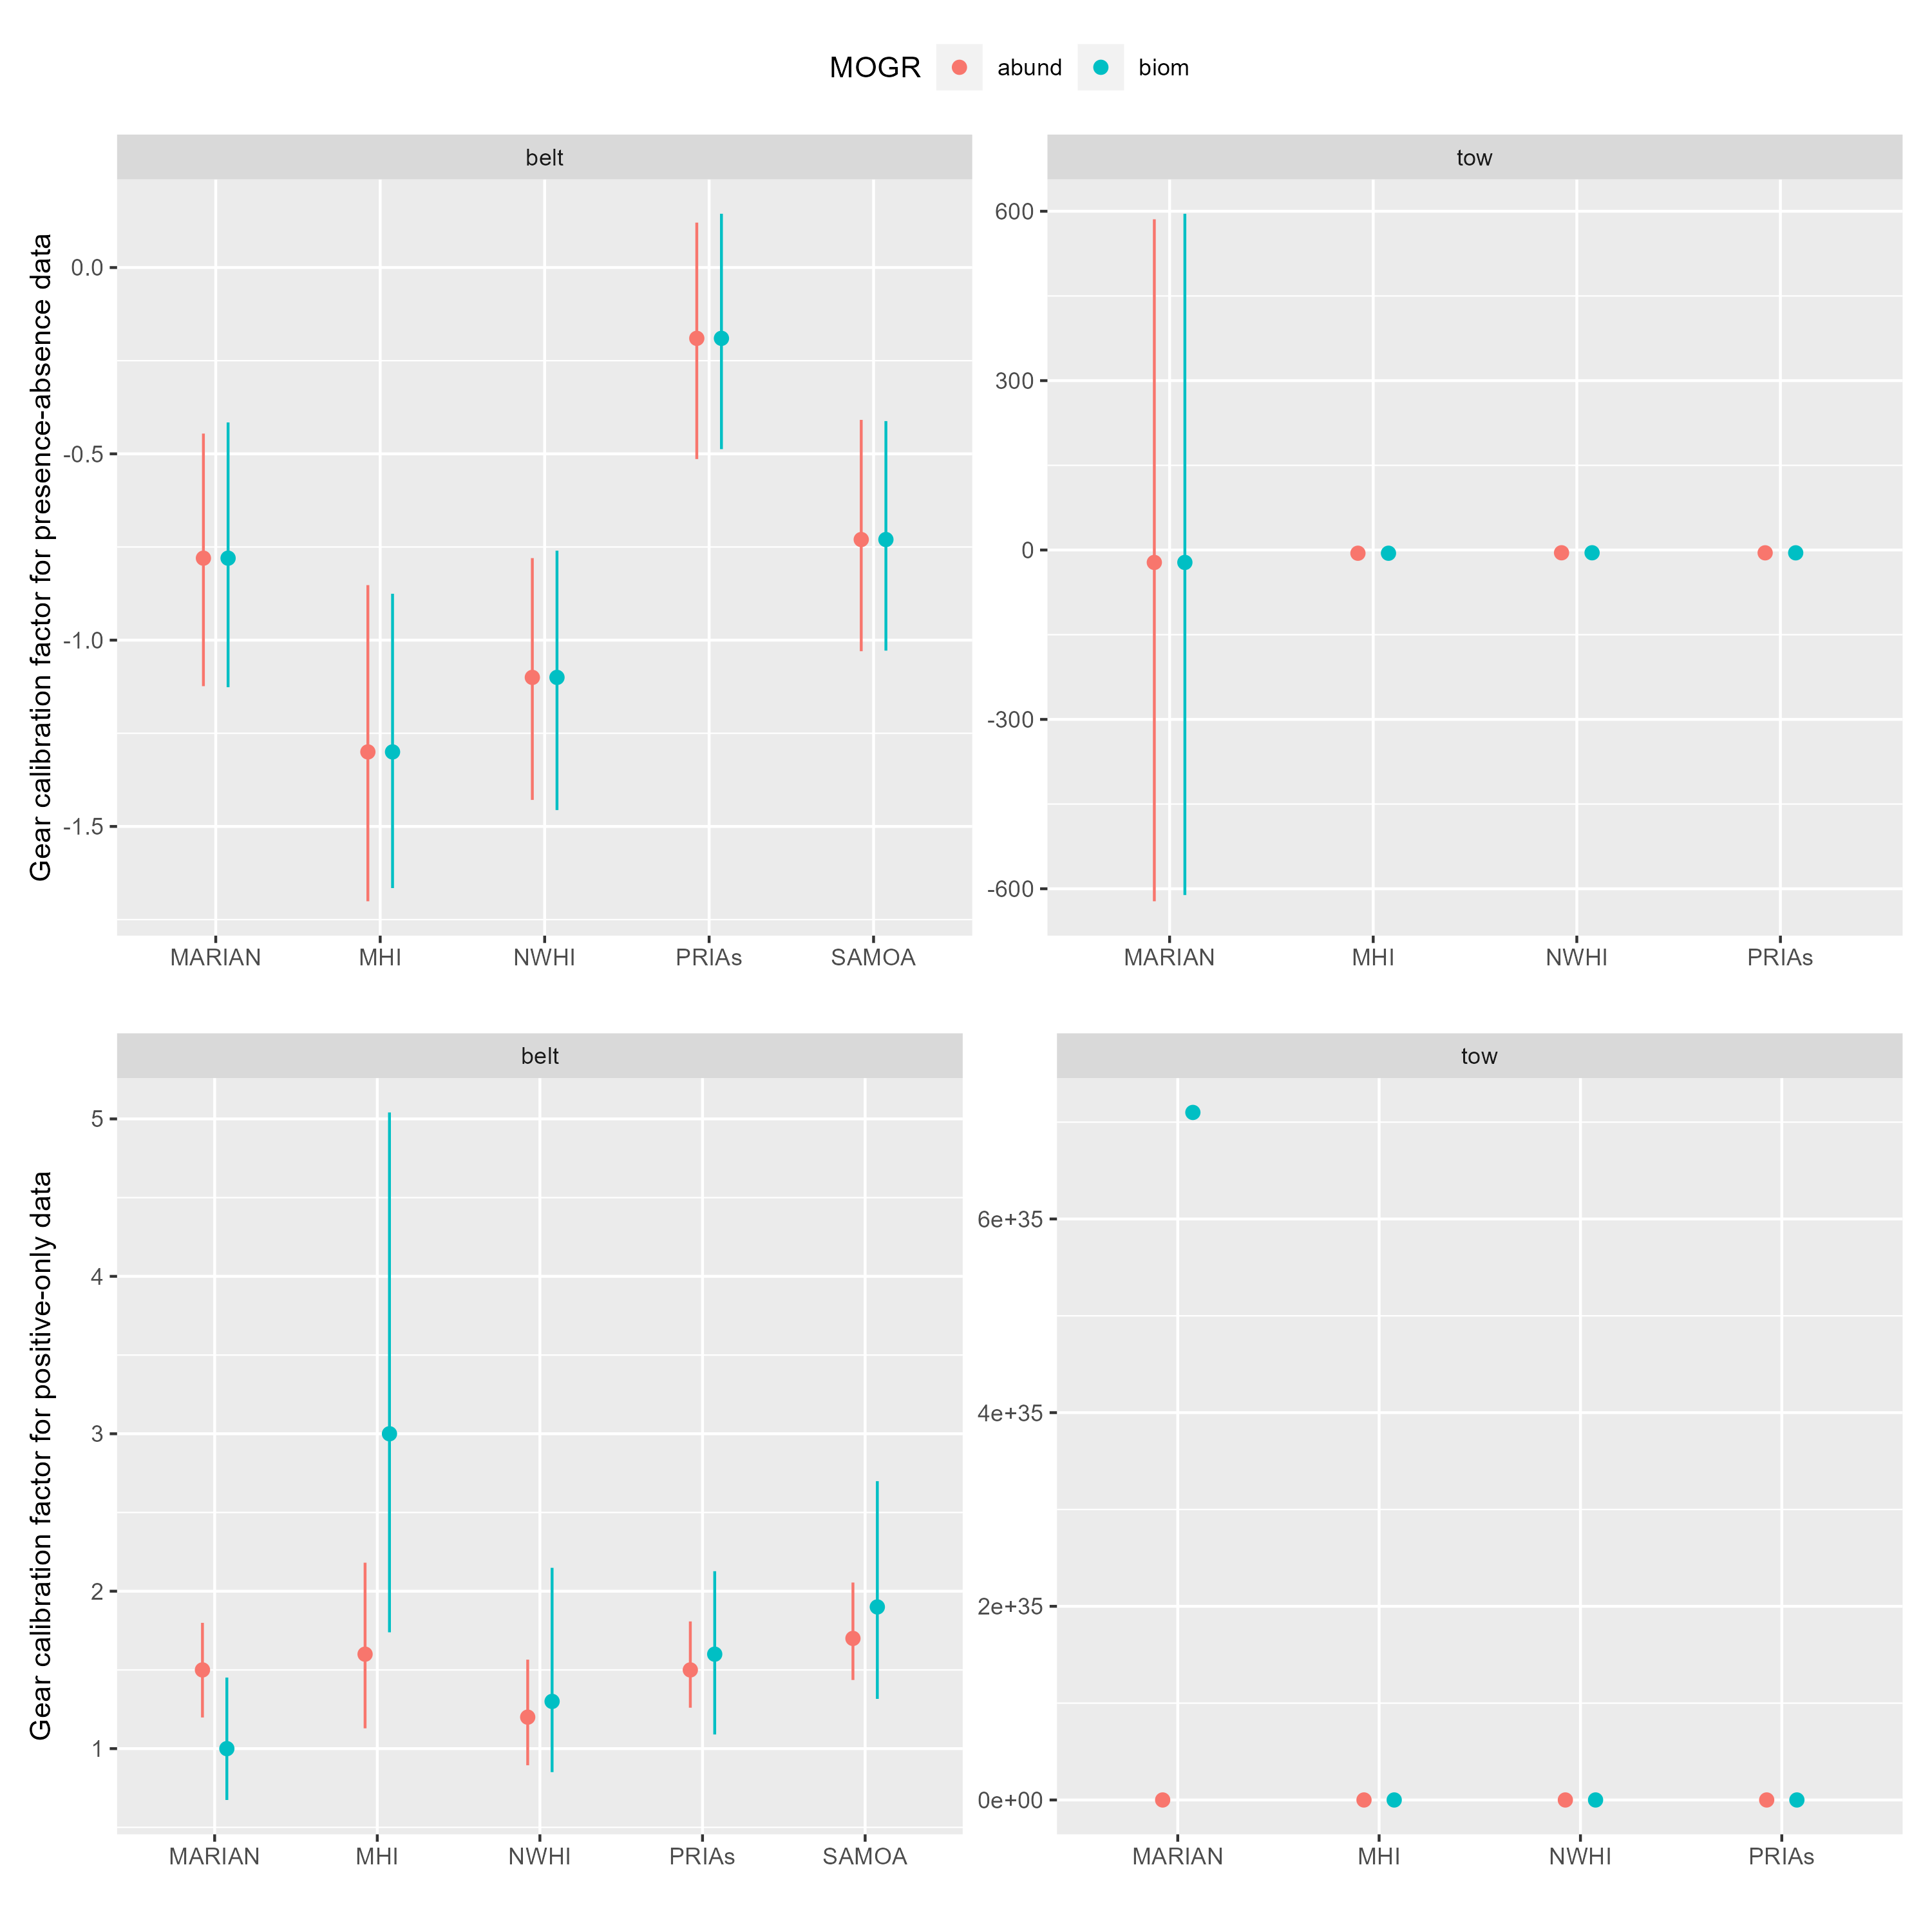 MOGR abund biom
belt
tow
Gear calibration factor for presence-absence data
0.0
-0.5
-1.0
-1.5
MARIAN MHI NWHI PRIAs SAMOA
600
300
0
-300
-600
MARIAN MHI NWHI PRIAs
belt
tow
Gear calibration factor for positive-only data
5
4
3
2
1
MARIAN MHI NWHI PRIAs SAMOA
6e+35
4e+35
2e+35
0e+00
MARIAN MHI NWHI PRIAs